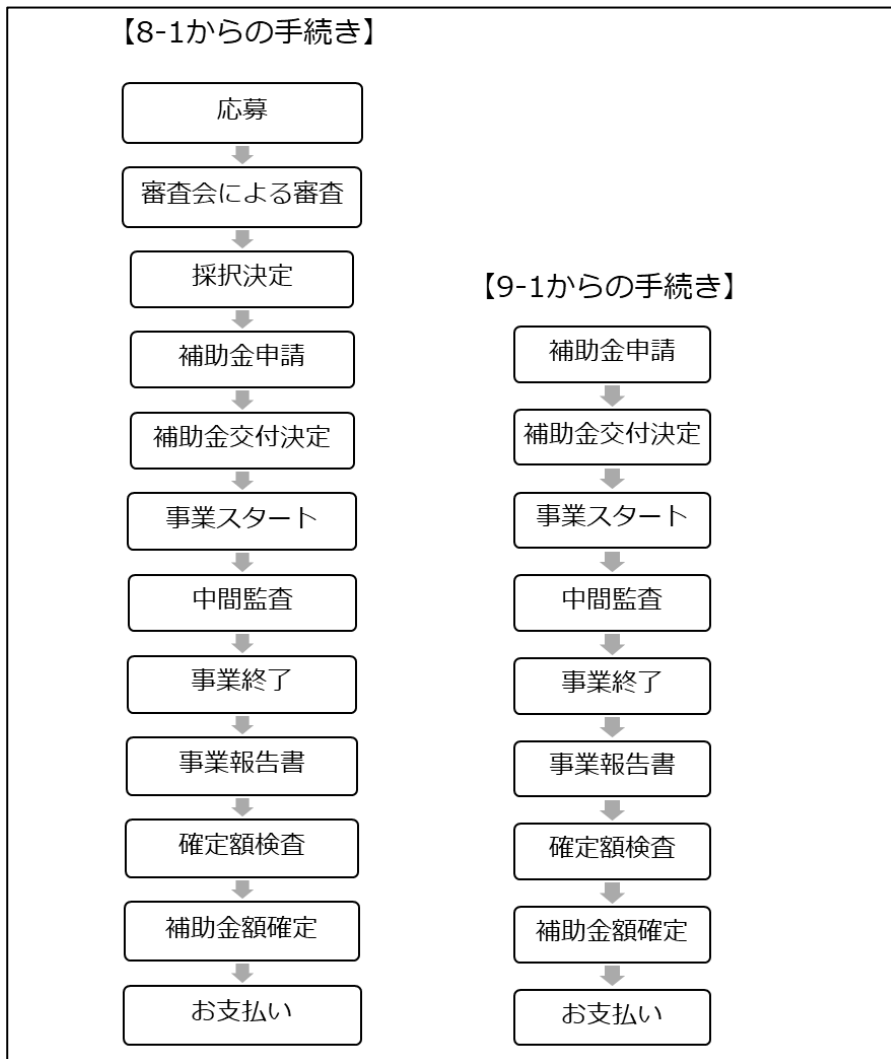 【8-1からの手続き】
応募
審査会による審査
採択決定
補助金申請
補助金交付決定
事業スタート
中間監査
事業終了
事業報告書
確定額検査
補助金額確定
お支払い
【9-1からの手続き】
補助金申請
補助金交付決定
事業スタート
中間監査
事業終了
事業報告書
確定額検査
補助金額確定
お支払い